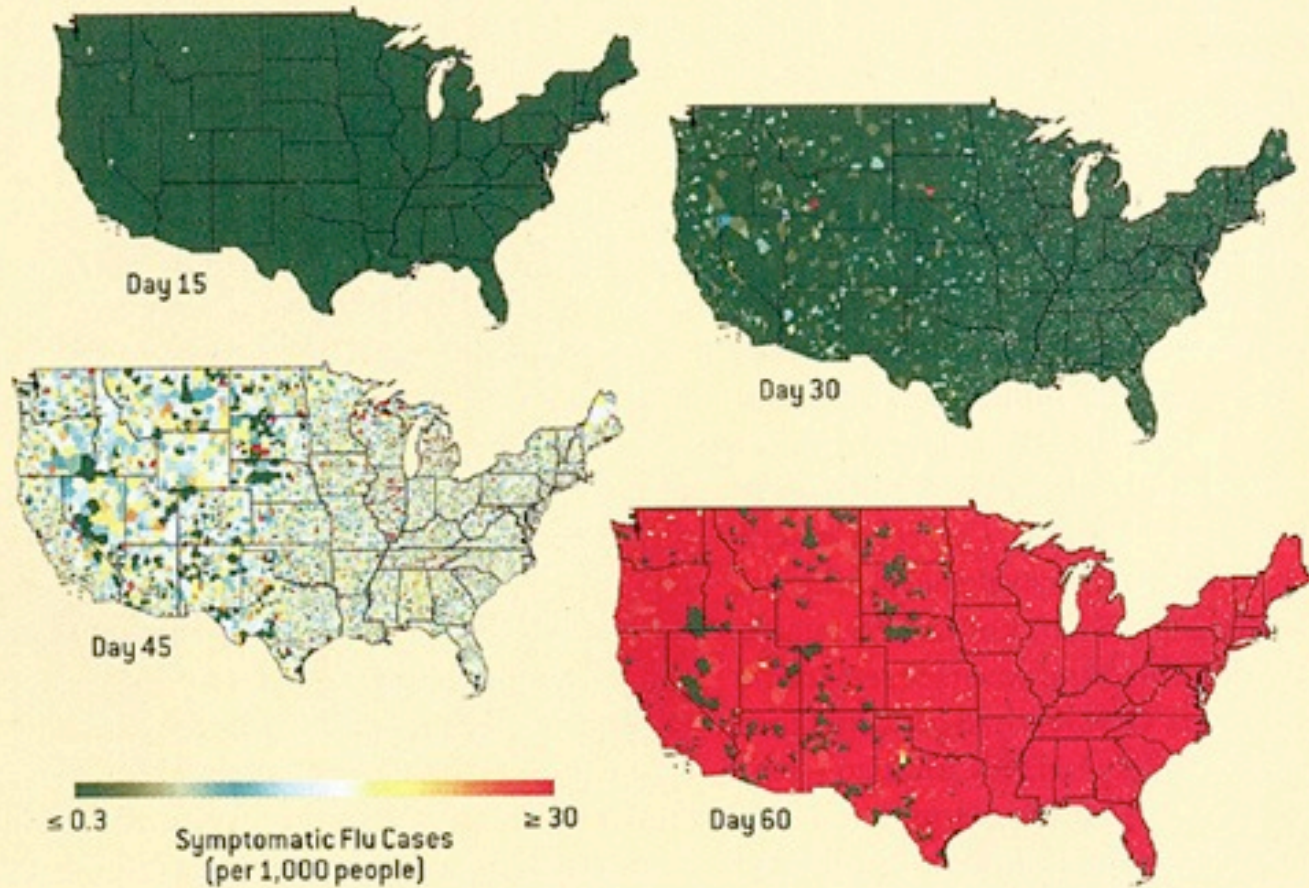 Day 15
Day 30
Day 45
Day 60
≤ 0.3
≥ 30
Symptomatic Flu Cases
(per 1,000 people)